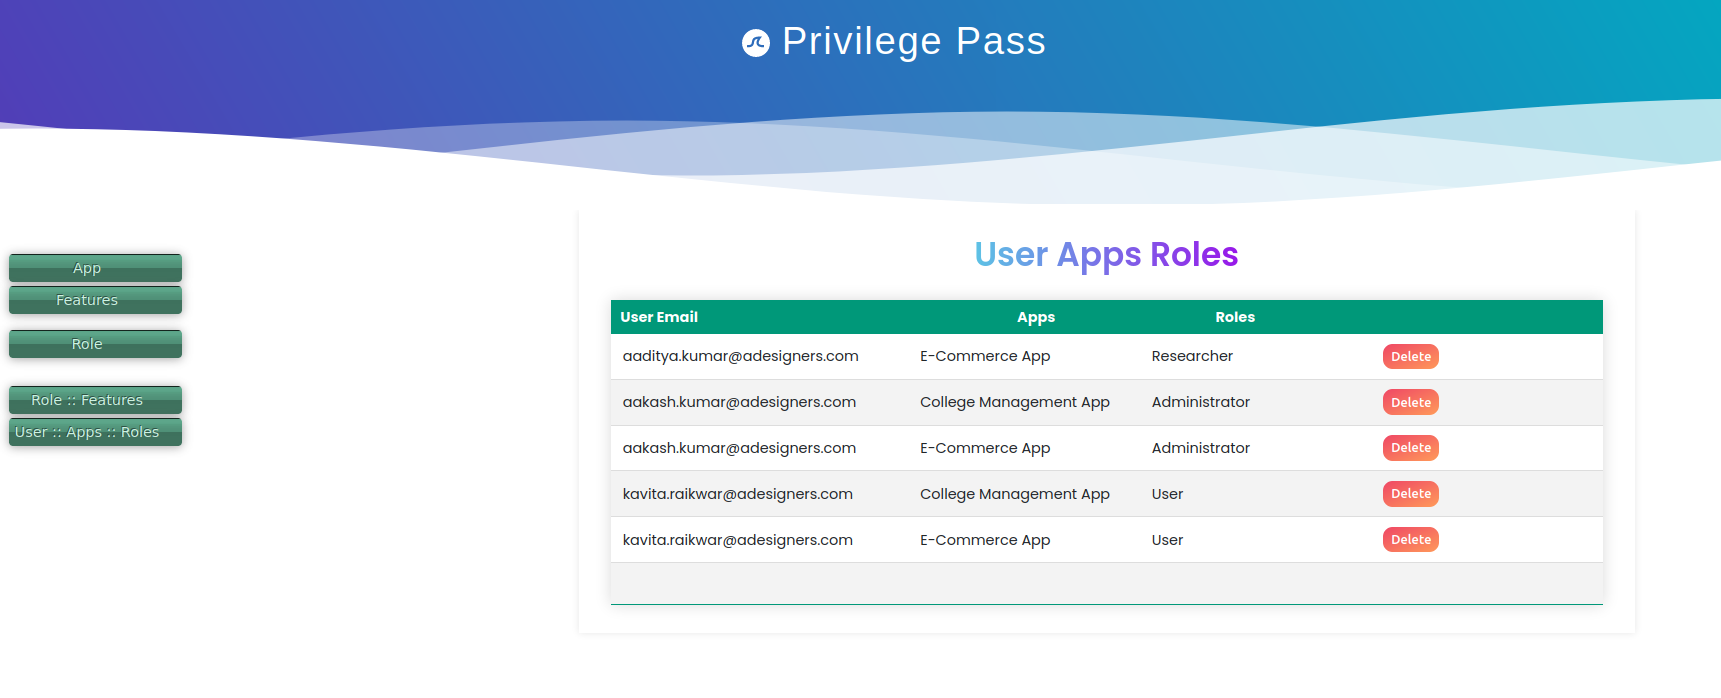 Privilege Pass
App
Features
Role
Role :: Features
User :: Apps :: Roles
User Apps Roles
User Email Apps Roles
aaditya.kumar@adesigners.com E-Commerce App Researcher Delete
aakash.kumar@adesigners.com College Management App Administrator Delete
aakash.kumar@adesigners.com E-Commerce App Administrator Delete
kavita.raikwar@adesigners.com College Management App User Delete
kavita.raikwar@adesigners.com E-Commerce App User Delete